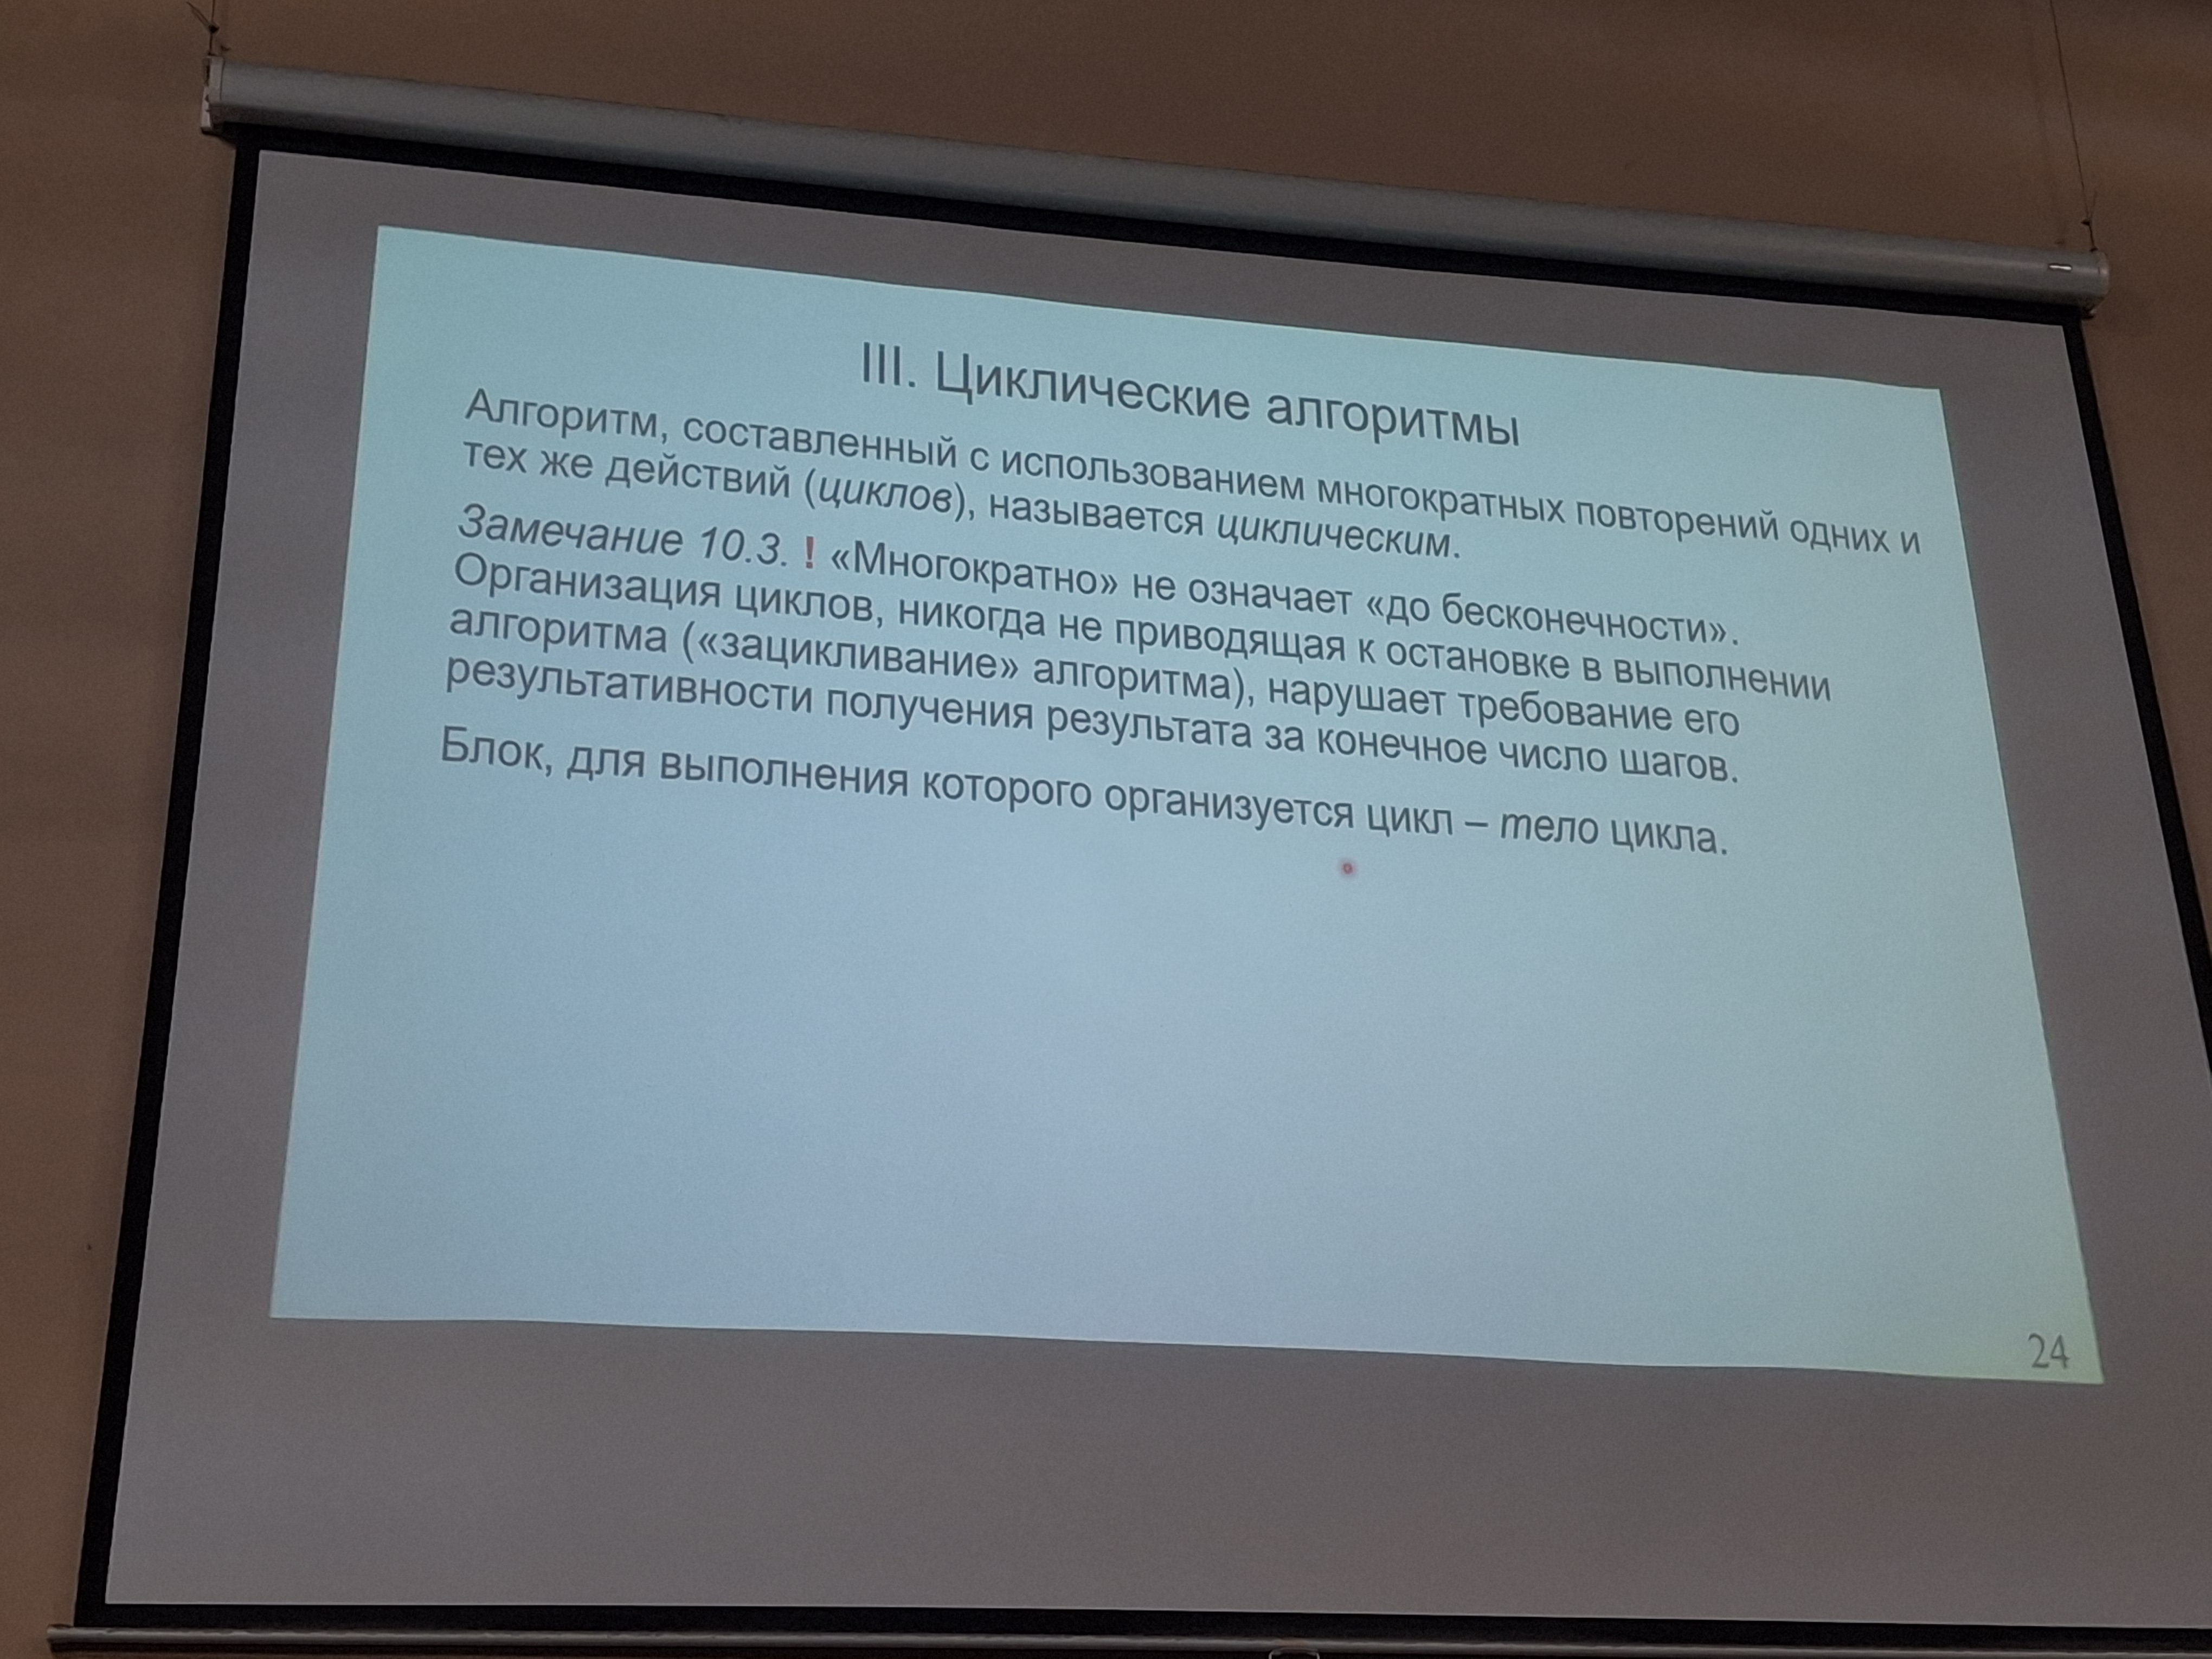 III. Циклические алгоритмы
Алгоритм, составленный с использованием многократных повторений одних и
тех же действий (циклов), называется циклическим.
Замечание 10.3. ! «Многократно» не означает «до бесконечности».
Организация циклов, никогда не приводящая к остановке в выполнении
алгоритма («зацикливание» алгоритма), нарушает требование его
результативности получения результата за конечное число шагов.
Блок, для выполнения которого организуется цикл – тело цикла.
24